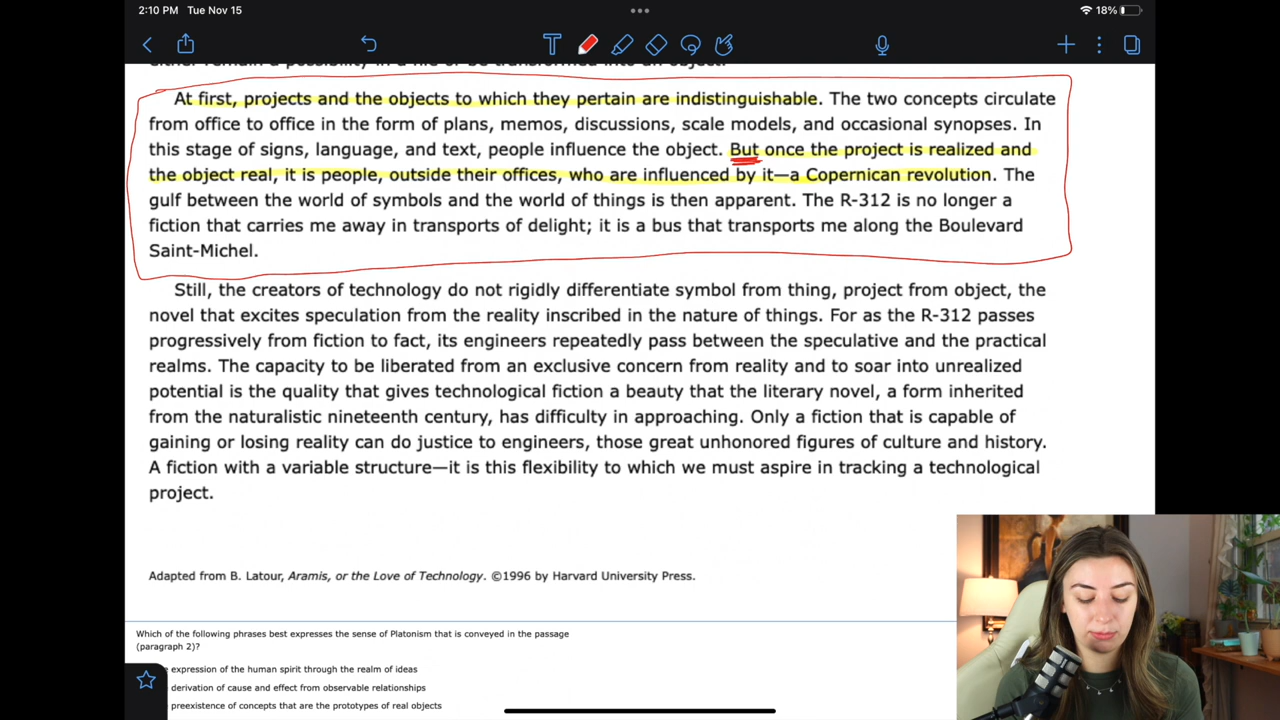 2:10 PM Tue Nov 15
18%
either remain a possibility in a file or be transformed into an object.
At first, projects and the objects to which they pertain are indistinguishable. The two concepts circulate
from office to office in the form of plans, memos, discussions, scale models, and occasional synopses. In
this stage of signs, language, and text, people influence the object. But once the project is realized and
the object real, it is people, outside their offices, who are influenced by it—a Copernican revolution. The
gulf between the world of symbols and the world of things is then apparent. The R-312 is no longer a
fiction that carries me away in transports of delight; it is a bus that transports me along the Boulevard
Saint-Michel.
Still, the creators of technology do not rigidly differentiate symbol from thing, project from object, the
novel that excites speculation from the reality inscribed in the nature of things. For as the R-312 passes
progressively from fiction to fact, its engineers repeatedly pass between the speculative and the practical
realms. The capacity to be liberated from an exclusive concern from reality and to soar into unrealized
potential is the quality that gives technological fiction a beauty that the literary novel, a form inherited
from the naturalistic nineteenth century, has difficulty in approaching. Only a fiction that is capable of
gaining or losing reality can do justice to engineers, those great unhonored figures of culture and history.
A fiction with a variable structure—it is this flexibility to which we must aspire in tracking a technological
project.
Adapted from B. Latour, Aramis, or the Love of Technology. ©1996 by Harvard University Press.
Which of the following phrases best expresses the sense of Platonism that is conveyed in the passage
(paragraph 2)?
expression of the human spirit through the realm of ideas
derivation of cause and effect from observable relationships
preexistence of concepts that are the prototypes of real objects